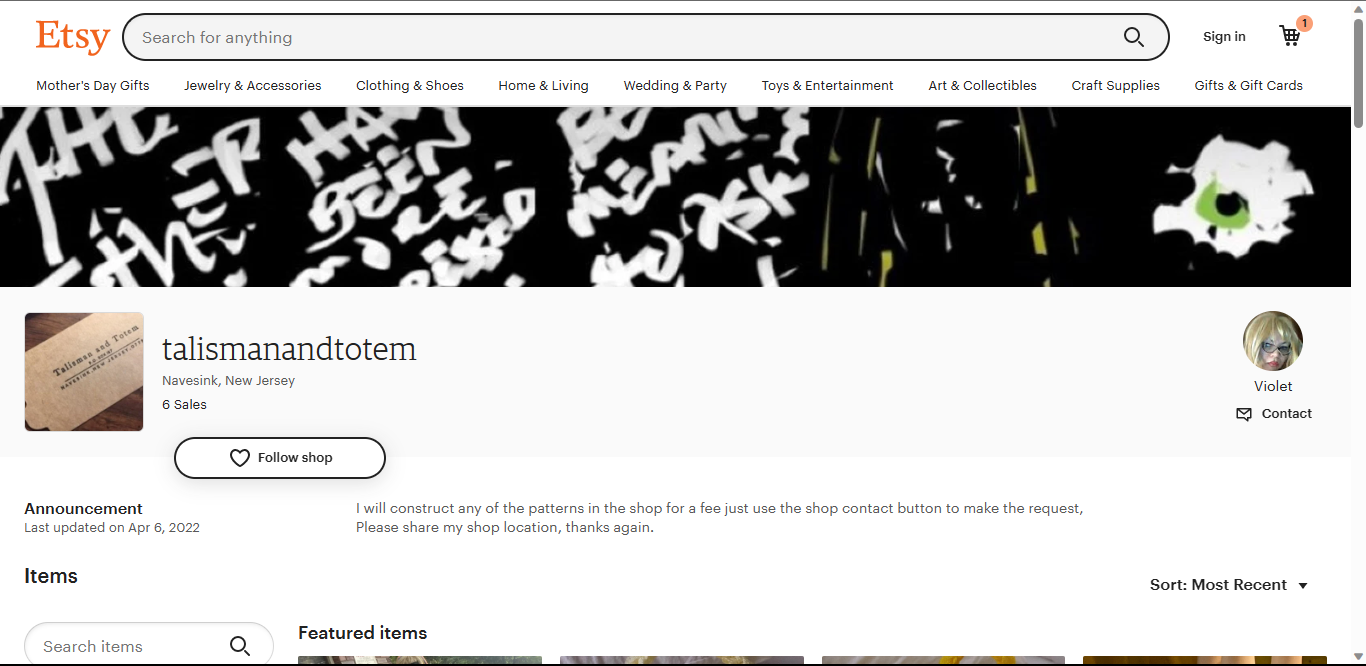 Etsy
Search for anything
Sign in
1
Mother's Day Gifts
Jewelry & Accessories
Clothing & Shoes
Home & Living
Wedding & Party
Toys & Entertainment
Art & Collectibles
Craft Supplies
Gifts & Gift Cards
HAVE
BEEN
Talisman and Totem
talismanandtotem
Navesink, New Jersey
6 Sales
Follow shop
Violet
Contact
Announcement
Last updated on Apr 6, 2022
I will construct any of the patterns in the shop for a fee just use the shop contact button to make the request,
Please share my shop location, thanks again.
Items
Sort: Most Recent
Search items
Featured items